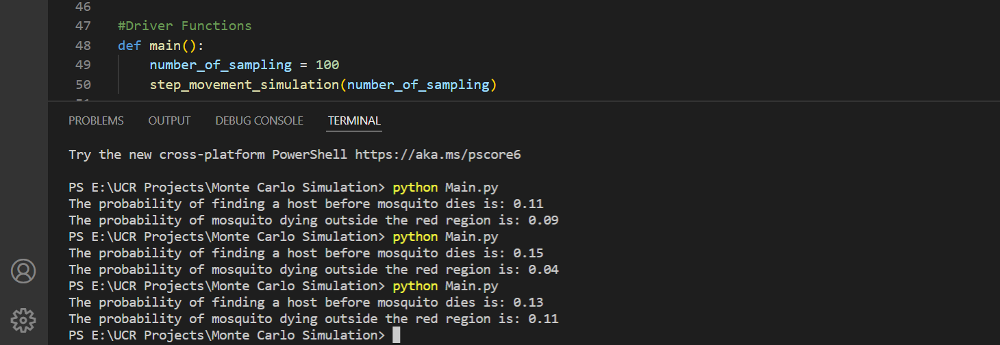 46
47 #Driver Functions
48 def main():
49 number_of_sampling = 100
50 step_movement_simulation(number_of_sampling)
PROBLEMS OUTPUT DEBUG CONSOLE TERMINAL
Try the new cross-platform PowerShell https://aka.ms/pscore6
PS E:\UCR Projects\Monte Carlo Simulation> python Main.py
The probability of finding a host before mosquito dies is: 0.11
The probability of mosquito dying outside the red region is: 0.09
PS E:\UCR Projects\Monte Carlo Simulation> python Main.py
The probability of finding a host before mosquito dies is: 0.15
The probability of mosquito dying outside the red region is: 0.04
PS E:\UCR Projects\Monte Carlo Simulation> python Main.py
The probability of finding a host before mosquito dies is: 0.13
The probability of mosquito dying outside the red region is: 0.11
PS E:\UCR Projects\Monte Carlo Simulation>